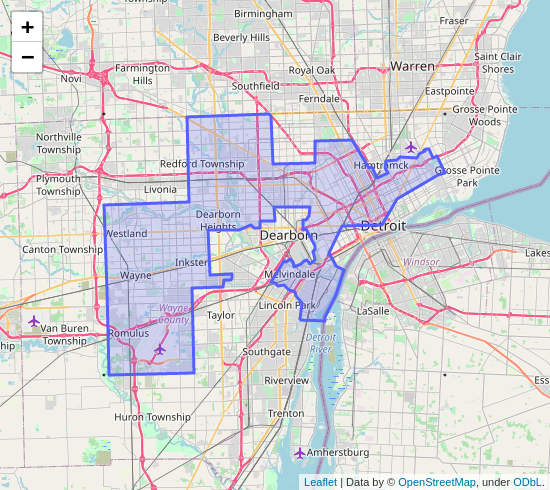 +
−
Birmingham
Fraser
Beverly Hills
Saint Clair
Shores
Warren
Royal Oak
Farmington
Hills
Novi
Southfield
Eastpointe
Ferndale
Grosse Pointe
Woods
Northville
Township
Redford Township
Hamtramck
Grosse Pointe
Park
Plymouth
Township
Livonia
Dearborn
Heights
Detroit
Westland
Dearborn
Canton Township
Inkster
Windsor
Wayne
Melvindale
Lakes
Wayne
County
Lincoln Park
LaSalle
Taylor
Van Buren
Township
Romulus
ship
Detroit
River
Southgate
Riverview
Ess
Trenton
Huron Township
Amherstburg
Leaflet | Data by © OpenStreetMap, under ODbL.